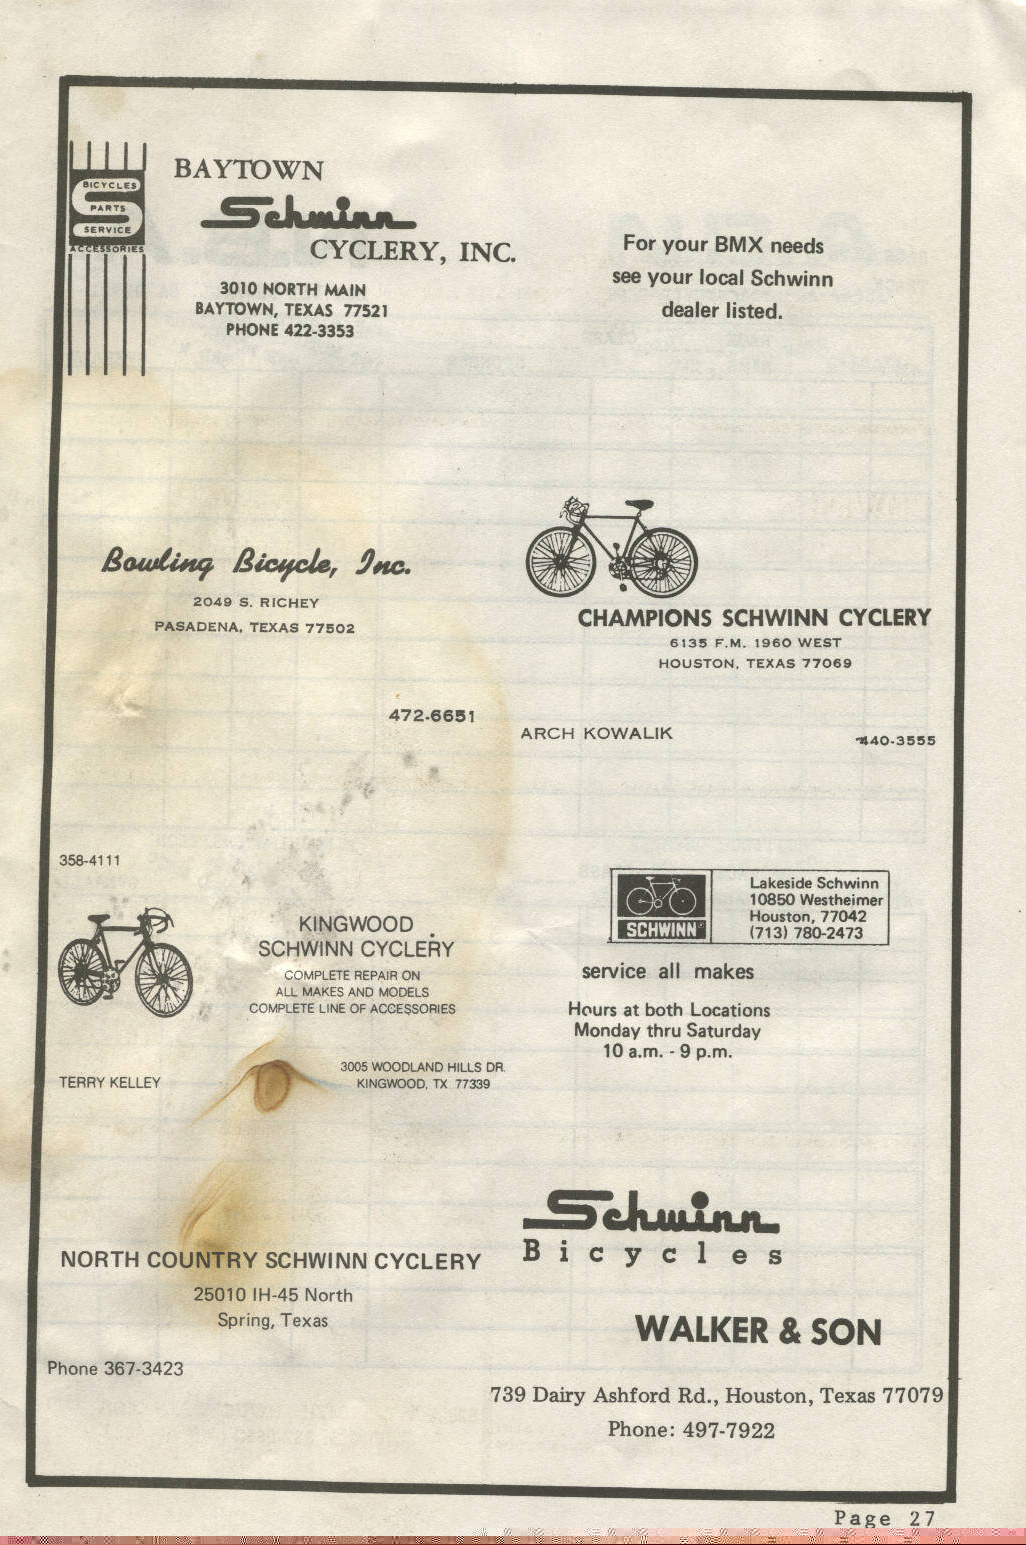 BICYCLES
PARTS
SERVICE
ACCESSORIES
BAYTOWN
Schwinn
CYCLERY, INC.
3010 NORTH MAIN
BAYTOWN, TEXAS 77521
PHONE 422-3353
For your BMX needs
see your local Schwinn
dealer listed.
Bowling Bicycle, Inc.
2049 S. RICHEY
PASADENA, TEXAS 77502
472-6651
CHAMPIONS SCHWINN CYCLERY
6135 F.M. 1960 WEST
HOUSTON, TEXAS 77069
ARCH KOWALIK
440-3555
358-4111
KINGWOOD
SCHWINN CYCLERY
COMPLETE REPAIR ON
ALL MAKES AND MODELS
COMPLETE LINE OF ACCESSORIES
3005 WOODLAND HILLS DR.
KINGWOOD, TX 77339
TERRY KELLEY
SCHWINN
Lakeside Schwinn
10850 Westheimer
Houston, 77042
(713) 780-2473
service all makes
Hours at both Locations
Monday thru Saturday
10 a.m. - 9 p.m.
NORTH COUNTRY SCHWINN CYCLERY
25010 IH-45 North
Spring, Texas
Phone 367-3423
Schwinn
Bicycles
WALKER & SON
739 Dairy Ashford Rd., Houston, Texas 77079
Phone: 497-7922
Page 27